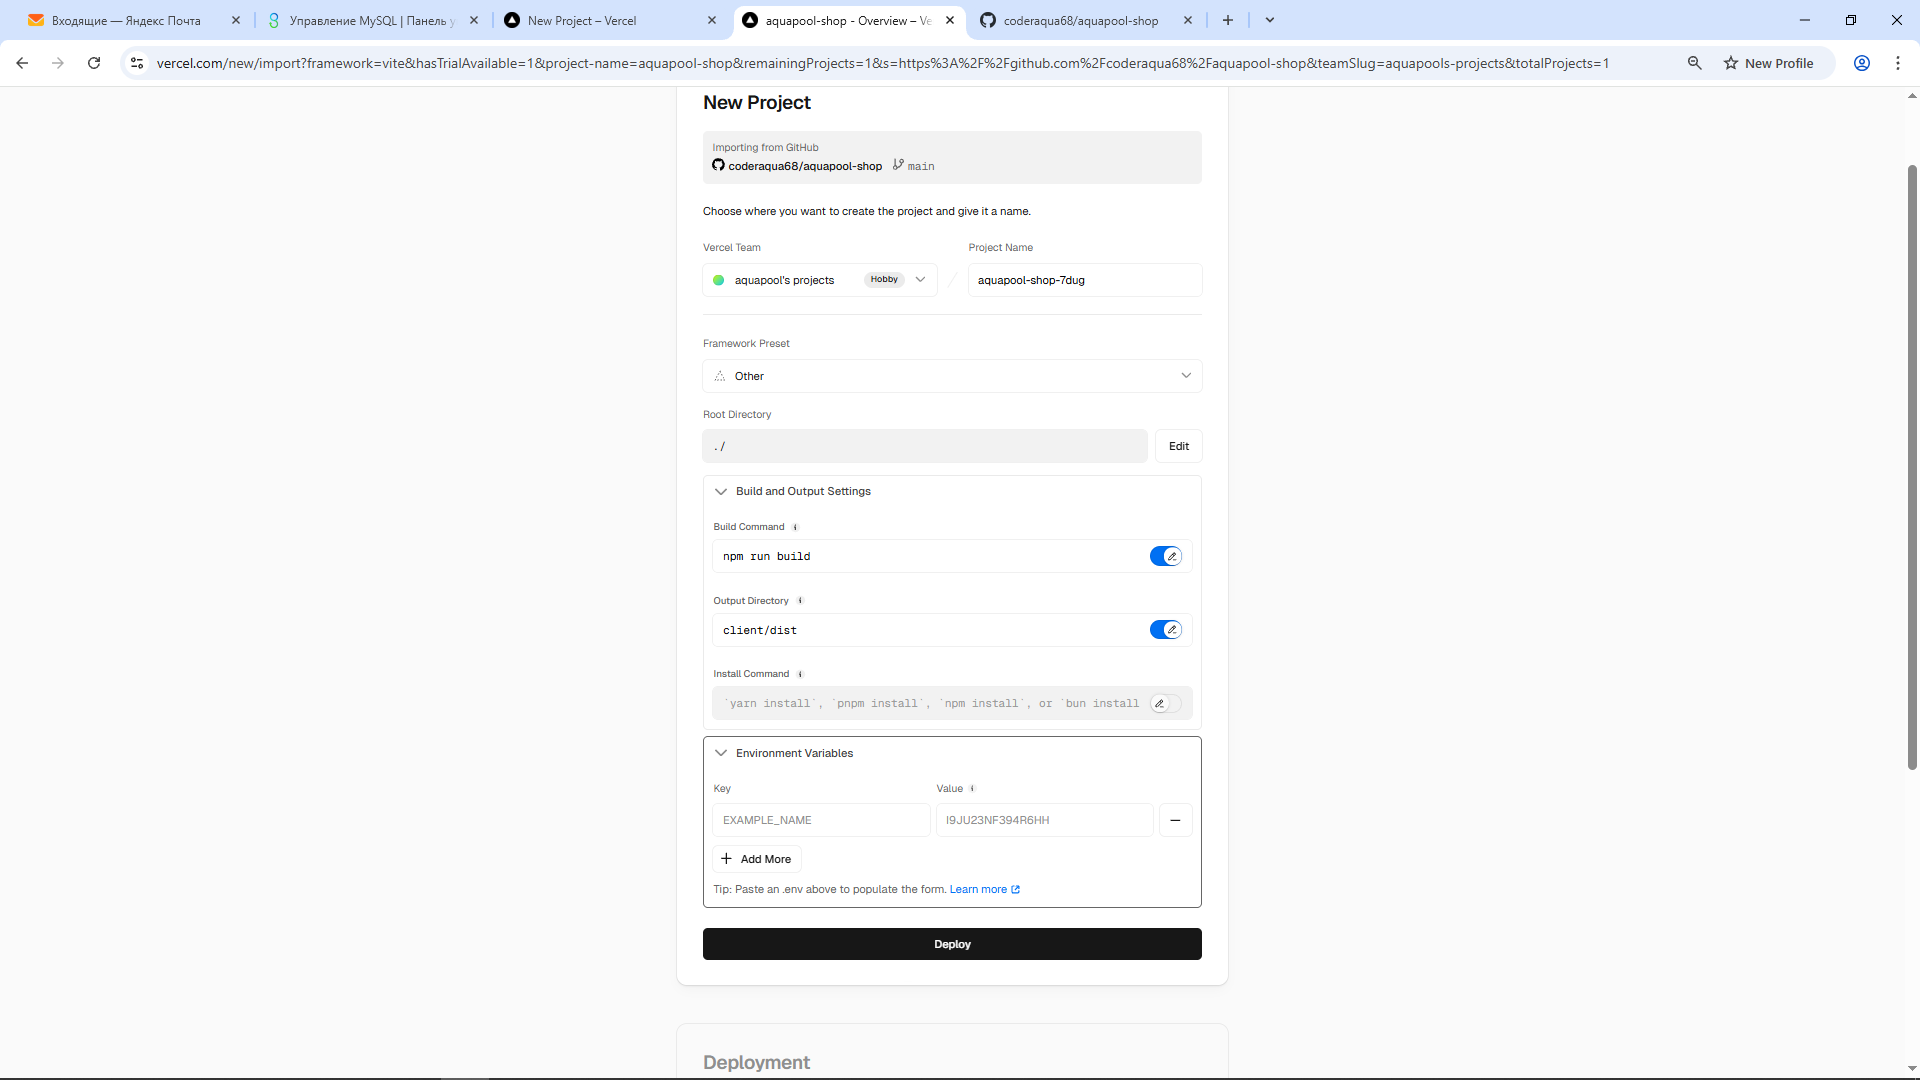 Входящие — Яндекс Почта
Управление MySQL | Панель у
New Project – Vercel
aquapool-shop - Overview – Ve
coderaqua68/aquapool-shop
vercel.com/new/import?framework=vite&hasTrialAvailable=1&project-name=aquapool-shop&remainingProjects=1&s=https%3A%2F%2Fgithub.com%2Fcoderaqua68%2Faquapool-shop&teamSlug=aquapools-projects&totalProjects=1
New Profile
New Project
Importing from GitHub
coderaqua68/aquapool-shop main
Choose where you want to create the project and give it a name.
Vercel Team
Project Name
aquapool's projects Hobby
aquapool-shop-7dug
Framework Preset
Other
Root Directory
./
Edit
Build and Output Settings
Build Command
npm run build
Output Directory
client/dist
Install Command
`yarn install`, `pnpm install`, `npm install`, or `bun install
Environment Variables
Key
Value
EXAMPLE_NAME
I9JU23NF394R6HH
Add More
Tip: Paste an .env above to populate the form. Learn more
Deploy
Deployment